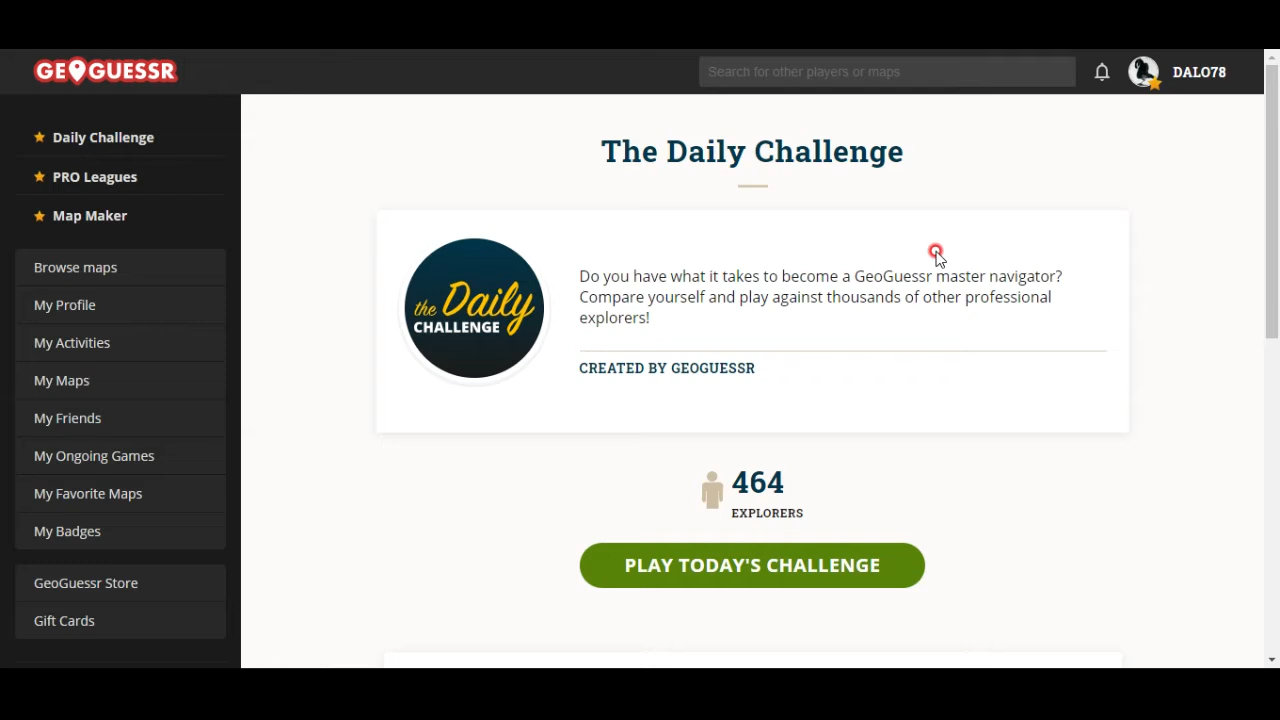 GEOGUESSR
Search for other players or maps
DALO78
Daily Challenge
PRO Leagues
Map Maker
Browse maps
My Profile
My Activities
My Maps
My Friends
My Ongoing Games
My Favorite Maps
My Badges
GeoGuessr Store
Gift Cards
The Daily Challenge
the Daily
CHALLENGE
Do you have what it takes to become a GeoGuessr master navigator?
Compare yourself and play against thousands of other professional
explorers!
CREATED BY GEOGUESSR
464
EXPLORERS
PLAY TODAY'S CHALLENGE